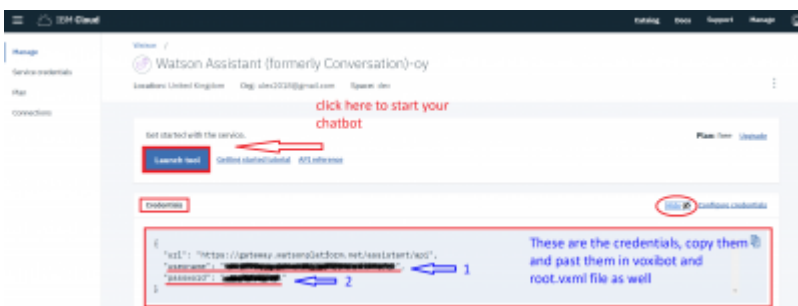 IBM Cloud
Catalog Docs Support Manage
Manage
Service credentials
Plan
Connections
Watson /
Watson Assistant (formerly Conversation)-oy
Location: United Kingdom Org: Space: dev
click here to start your
chatbot
Get started with the service.
Plan: Upgrade
Launch tool Getting started tutorial API reference
Credentials
Hide Configure credentials
{
"url": "https://gateway.watsonplatform.net/assistant/api",
"username": "
"password": "
}
1
2
These are the credentials, copy them
and past them in voxibot and
root.vxml file as well